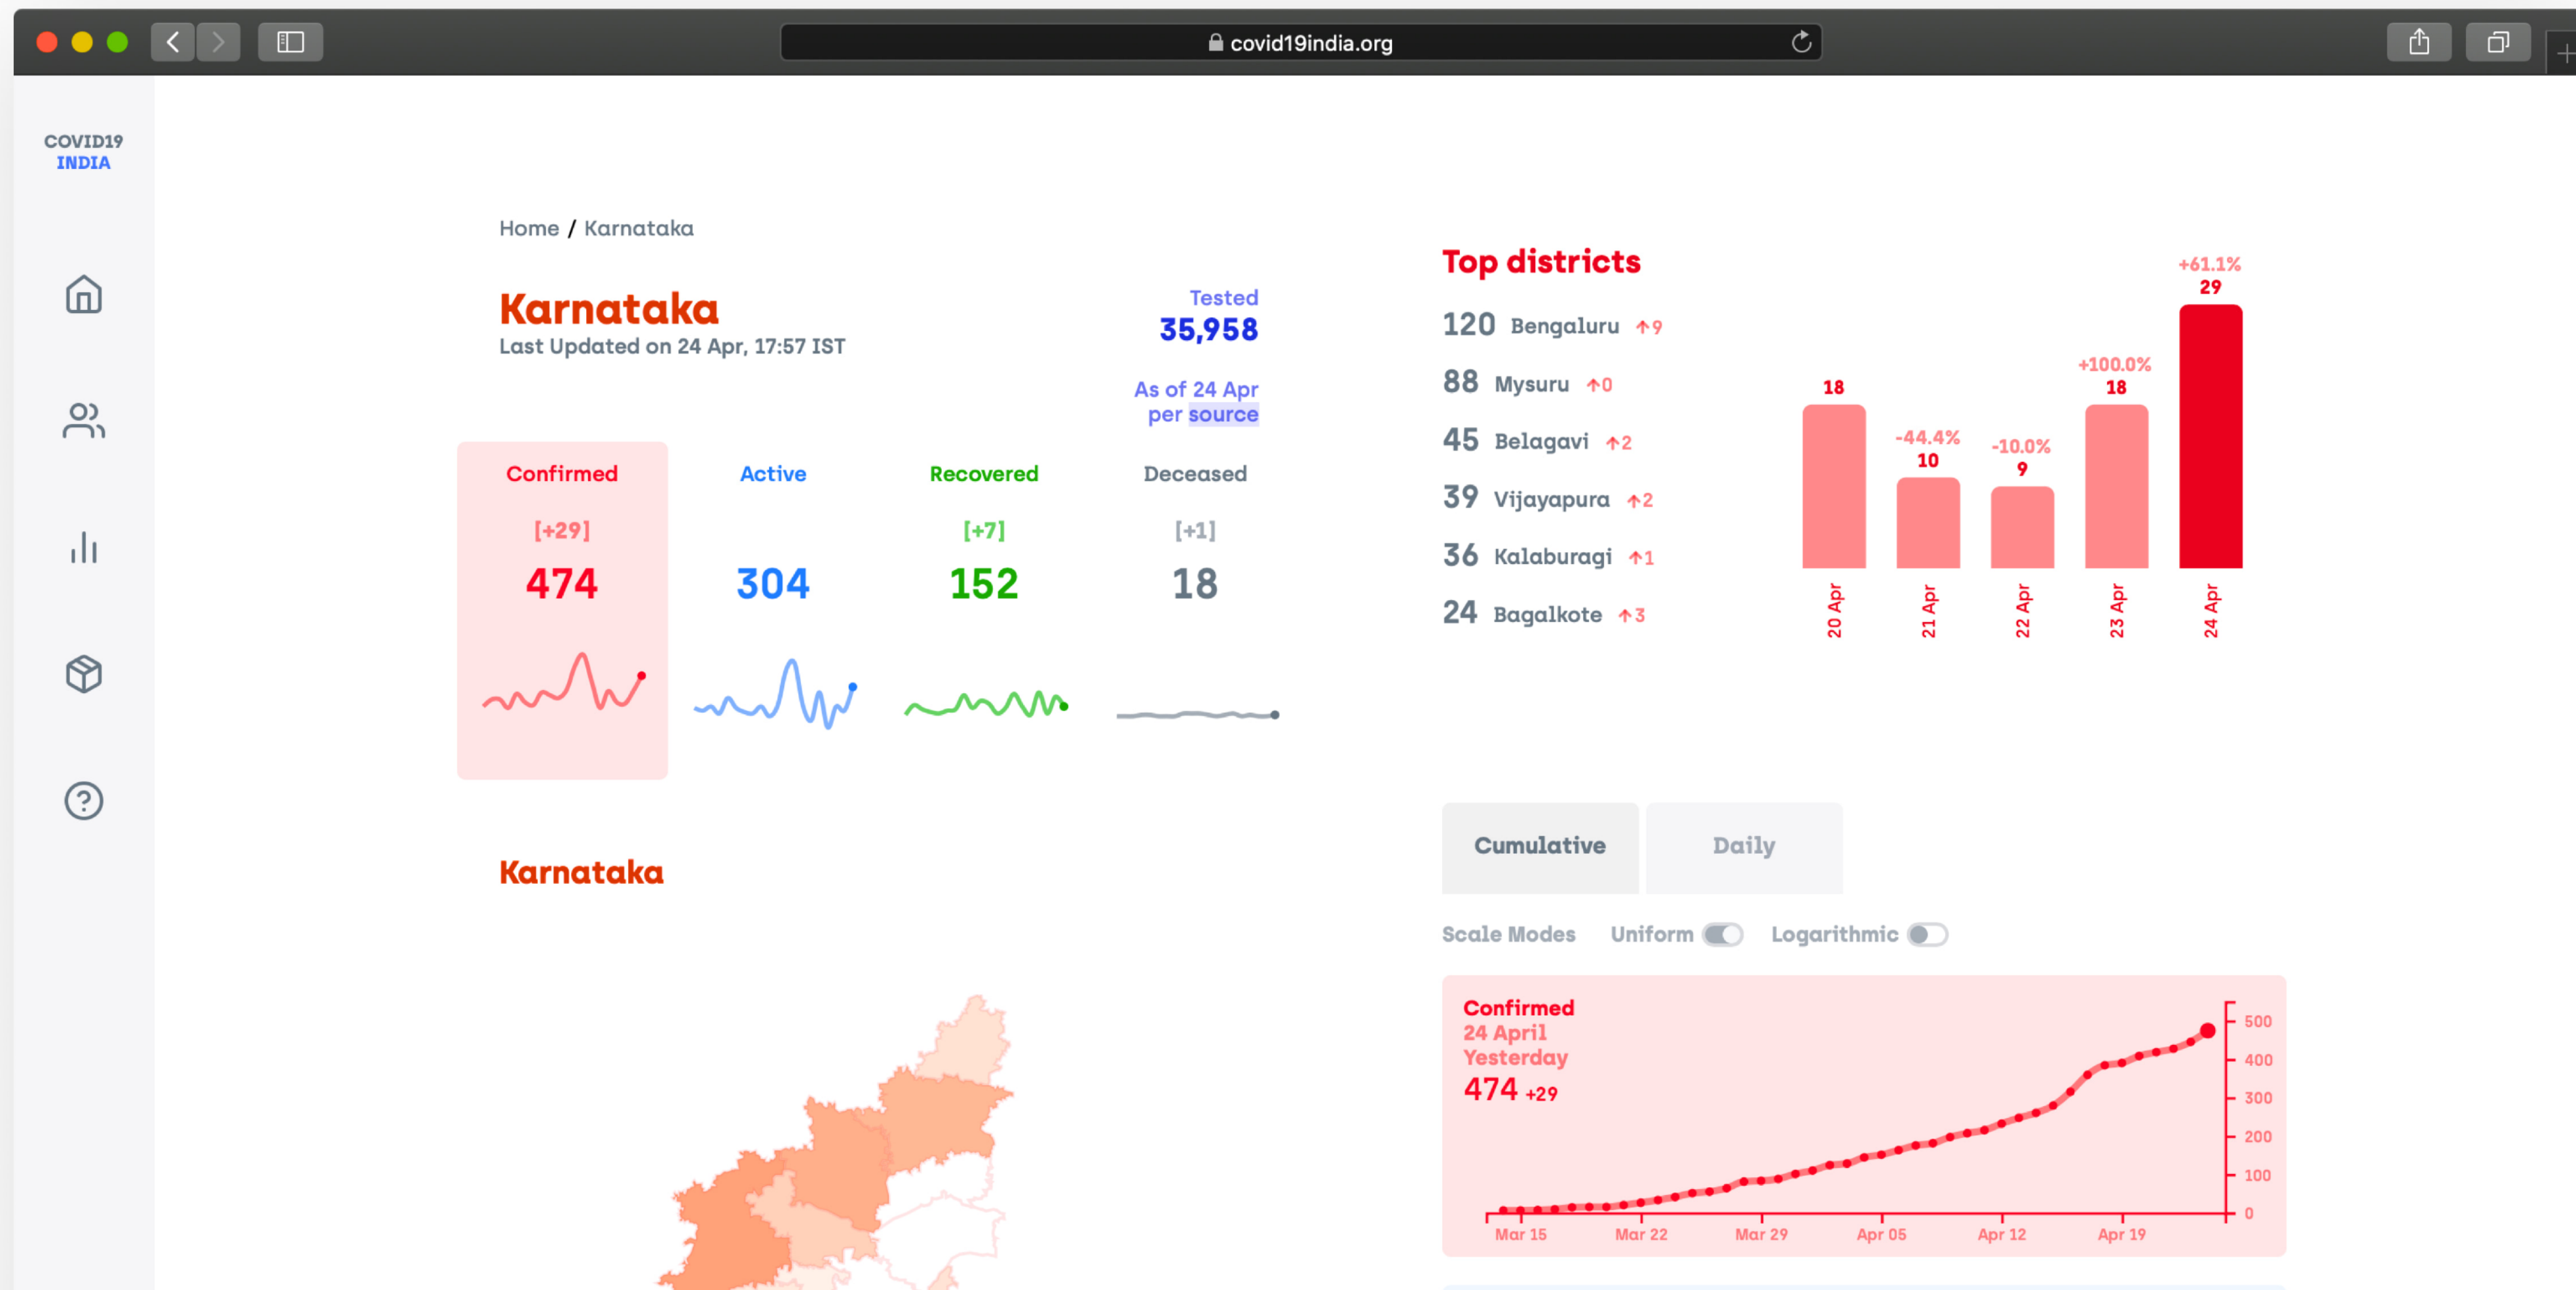 covid19india.org
COVID19
INDIA
Home / Karnataka
Karnataka
Last Updated on 24 Apr, 17:57 IST
Tested
35,958
As of 24 Apr
per source
Confirmed
[+29]
474
Active
304
Recovered
[+7]
152
Deceased
[+1]
18
Karnataka
Top districts
120 Bengaluru ↑9
88 Mysuru ↑0
45 Belagavi ↑2
39 Vijayapura ↑2
36 Kalaburagi ↑1
24 Bagalkote ↑3
18
-44.4%
10
-10.0%
9
+100.0%
18
+61.1%
29
20 Apr
21 Apr
22 Apr
23 Apr
24 Apr
Cumulative
Daily
Scale Modes Uniform Logarithmic
Confirmed
24 April
Yesterday
474 +29
500
400
300
200
100
0
Mar 15
Mar 22
Mar 29
Apr 05
Apr 12
Apr 19